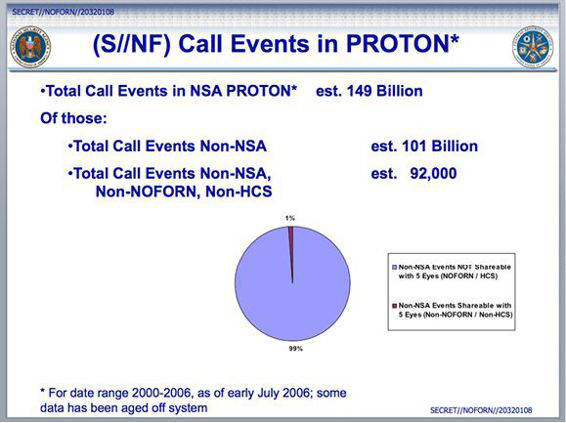 SECRET//NOFORN//20320108
(S//NF) Call Events in PROTON*
•Total Call Events in NSA PROTON* est. 149 Billion
Of those:
•Total Call Events Non-NSA est. 101 Billion
•Total Call Events Non-NSA, est. 92,000
Non-NOFORN, Non-HCS
1%
Non-NSA Events NOT Shareable
with 5 Eyes (NOFORN / HCS)
Non-NSA Events Shareable with
5 Eyes (Non-NOFORN / Non-HCS)
99%
* For date range 2000-2006, as of early July 2006; some
data has been aged off system
SECRET//NOFORN//20320108